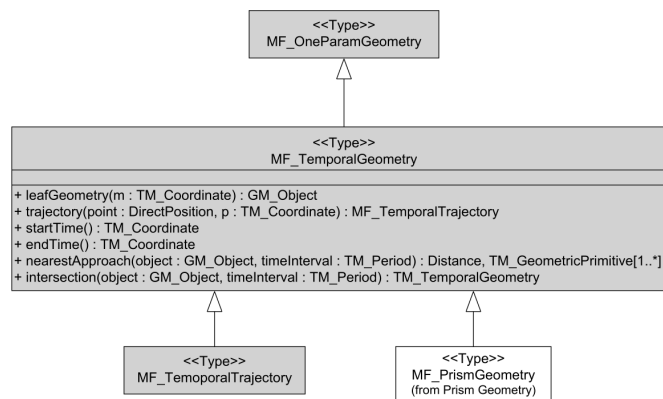 <<Type>>
MF_OneParamGeometry
<<Type>>
MF_TemporalGeometry
+ leafGeometry(m : TM_Coordinate) : GM_Object
+ trajectory(point : DirectPosition, p : TM_Coordinate) : MF_TemporalTrajectory
+ startTime() : TM_Coordinate
+ endTime() : TM_Coordinate
+ nearestApproach(object : GM_Object, timeInterval : TM_Period) : Distance, TM_GeometricPrimitive[1..*]
+ intersection(object : GM_Object, timeInterval : TM_Period) : TM_TemporalGeometry
<<Type>>
MF_TemoporalTrajectory
<<Type>>
MF_PrismGeometry
(from Prism Geometry)